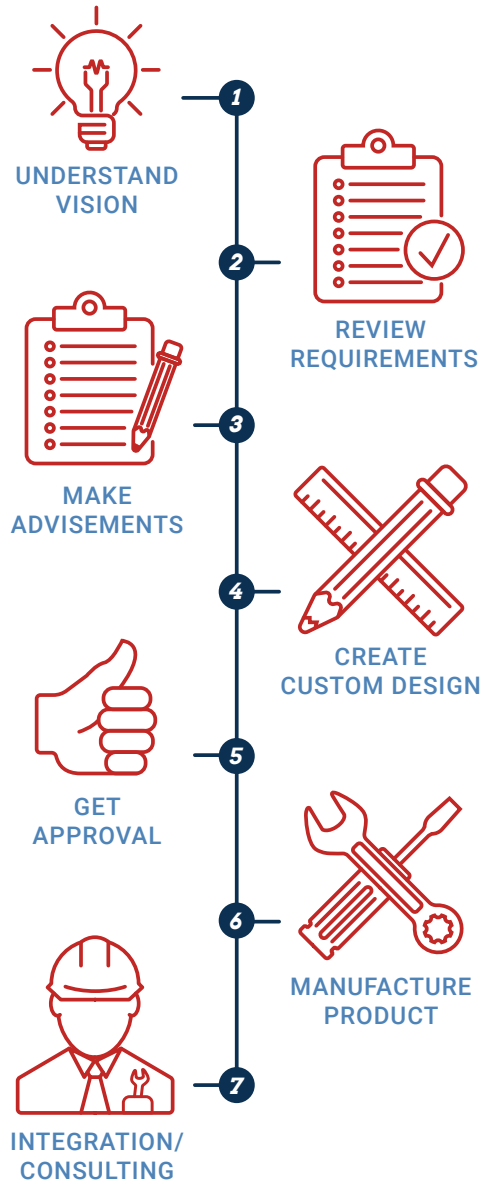 1
UNDERSTAND
VISION
2
REVIEW
REQUIREMENTS
3
MAKE
ADVISEMENTS
4
CREATE
CUSTOM DESIGN
5
GET
APPROVAL
6
MANUFACTURE
PRODUCT
7
INTEGRATION/
CONSULTING